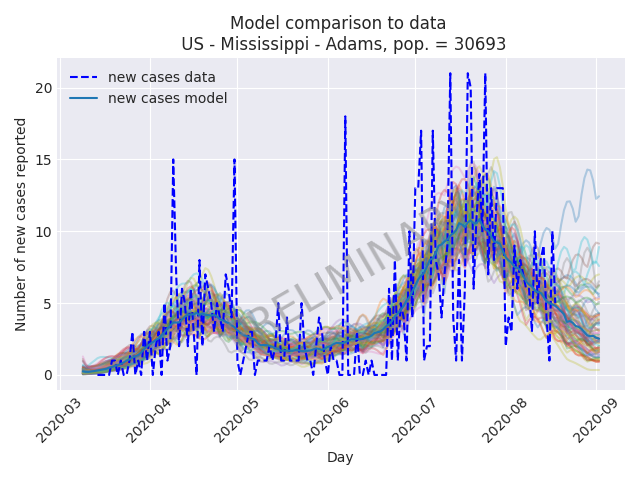 Model comparison to data
US - Mississippi - Adams, pop. = 30693
new cases data
new cases model
Number of new cases reported
20
15
10
5
0
PRELIMINARY
2020-03
2020-04
2020-05
2020-06
2020-07
2020-08
2020-09
Day